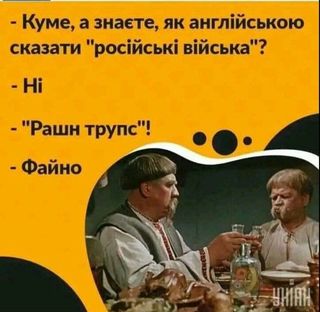 - Куме, а знаєте, як англійською
сказати "російські війська"?
- Ні
- "Рашн трупс"!
- Файно
УНІАН